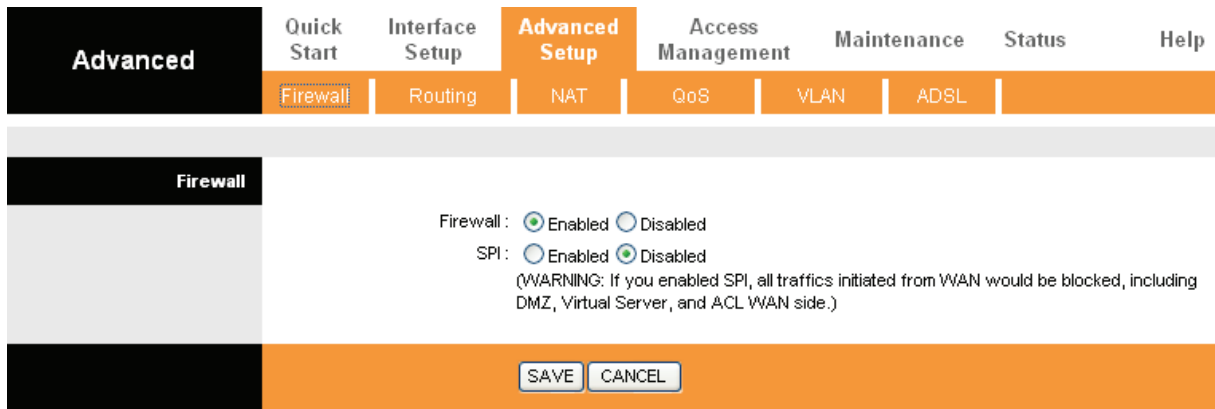 Advanced
Quick Start
Interface Setup
Advanced Setup
Access Management
Maintenance
Status
Help
Firewall
Routing
NAT
QoS
VLAN
ADSL
Firewall
Firewall : Enabled Disabled
SPI : Enabled Disabled
(WARNING: If you enabled SPI, all traffics initiated from WAN would be blocked, including
DMZ, Virtual Server, and ACL WAN side.)
SAVE CANCEL